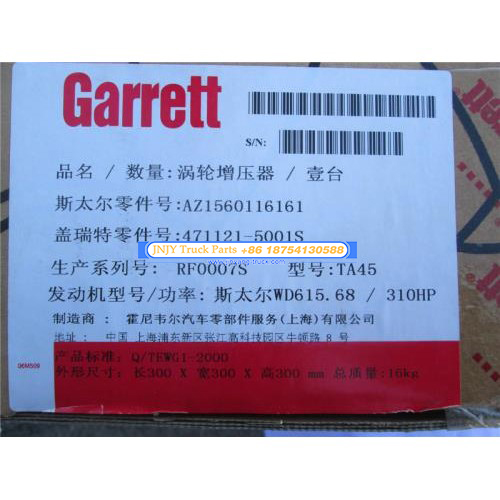 Garrett
S/N:
品名 / 数量: 涡轮增压器 / 壹台
斯太尔零件号: AZ1560116161
盖瑞特零件号: 471121-5001S
JNJY Truck Parts +86 18754130588
生产系列号: RF0007S 型号: TA45
发动机型号/功率: 斯太尔WD615.68 / 310HP
制造商 : 霍尼韦尔汽车零部件服务(上海)有限公司
地址 : 中国 上海浦东新区张江高科技园区牛顿路 8 号
产品标准: Q/TEWG1-2000
外形尺寸: 长300 X 宽300 X 高300 mm 总质量: 16kg